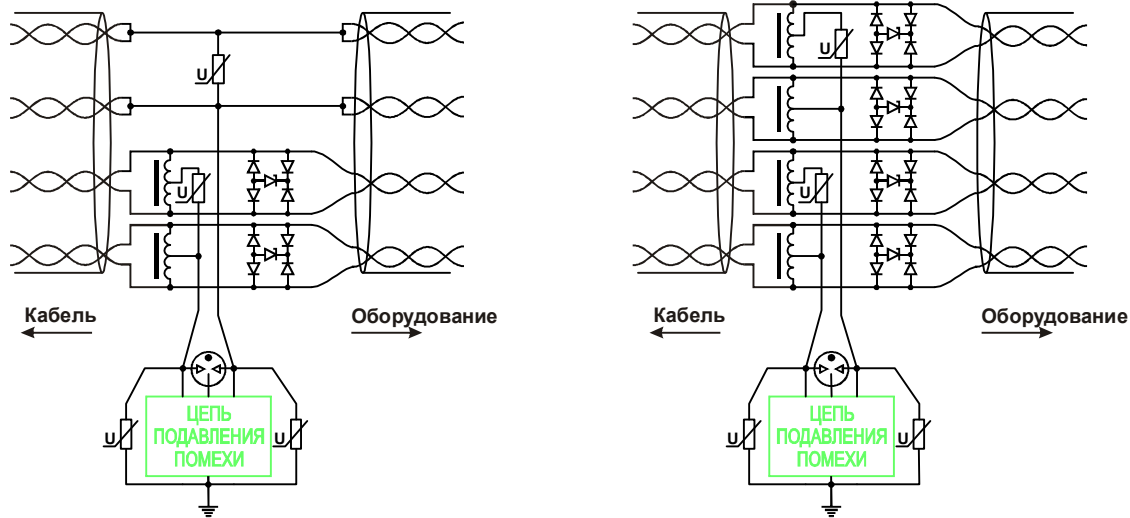 U
U
U
U
Кабель
Оборудование
Кабель
Оборудование
ЦЕПЬ
ПОДАВЛЕНИЯ
ПОМЕХИ
U
U
ЦЕПЬ
ПОДАВЛЕНИЯ
ПОМЕХИ
U
U